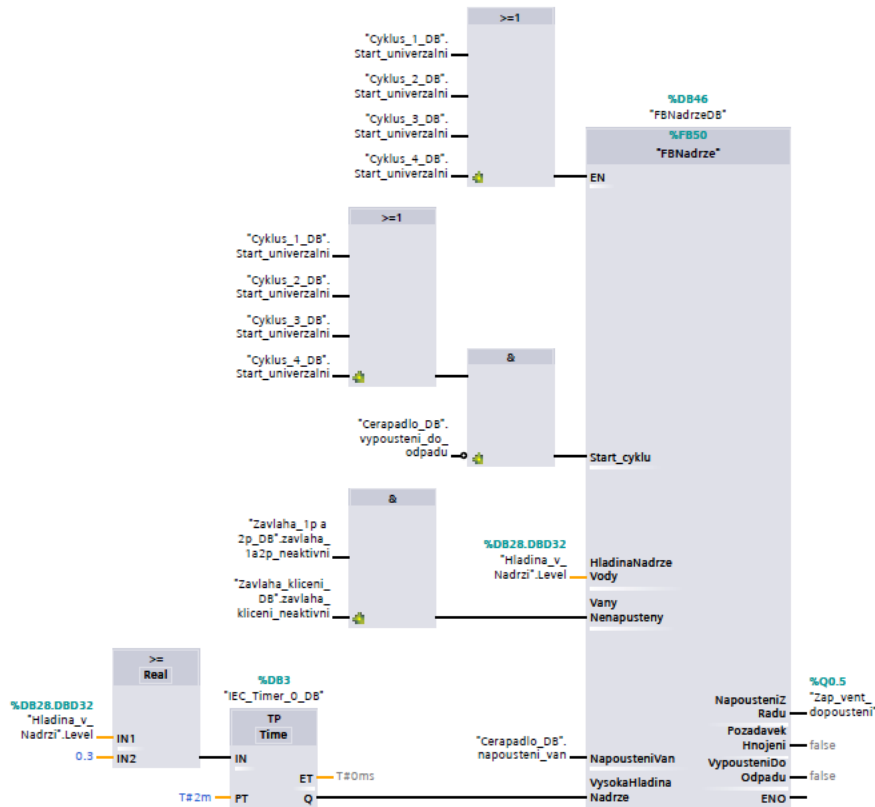 >=1
"Cyklus_1_DB".
Start_univerzalni
"Cyklus_2_DB".
Start_univerzalni
"Cyklus_3_DB".
Start_univerzalni
"Cyklus_4_DB".
Start_univerzalni
%DB46
"FBNadrzeDB"
%FB50
"FBNadrze"
EN
>=1
"Cyklus_1_DB".
Start_univerzalni
"Cyklus_2_DB".
Start_univerzalni
"Cyklus_3_DB".
Start_univerzalni
"Cyklus_4_DB".
Start_univerzalni
&
"Cerapadlo_DB".
vypousteni_do_
odpadu
Start_cyklu
&
"Zavlaha_1p a
2p_DB".zavlaha_
1a2p_neaktivni
"Zavlaha_kliceni_
DB".zavlaha_
kliceni_neaktivni
%DB28.DBD32
"Hladina_v_
Nadrzi".Level
HladinaNadrze
Vody
Vany
Nenapusteny
>=
Real
%DB28.DBD32
"Hladina_v_
Nadrzi".Level
IN1
0.3
IN2
%DB3
"IEC_Timer_0_DB"
TP
Time
IN
ET
T#0ms
T#2m
PT
Q
"Cerapadlo_DB".
napousteni_van
NapousteniVan
VysokaHladina
Nadrze
NapousteniZ
Radu
%Q0.5
"Zap_vent_
dopousteni"
Pozadavek
Hnojeni
false
VypousteniDo
Odpadu
false
ENO